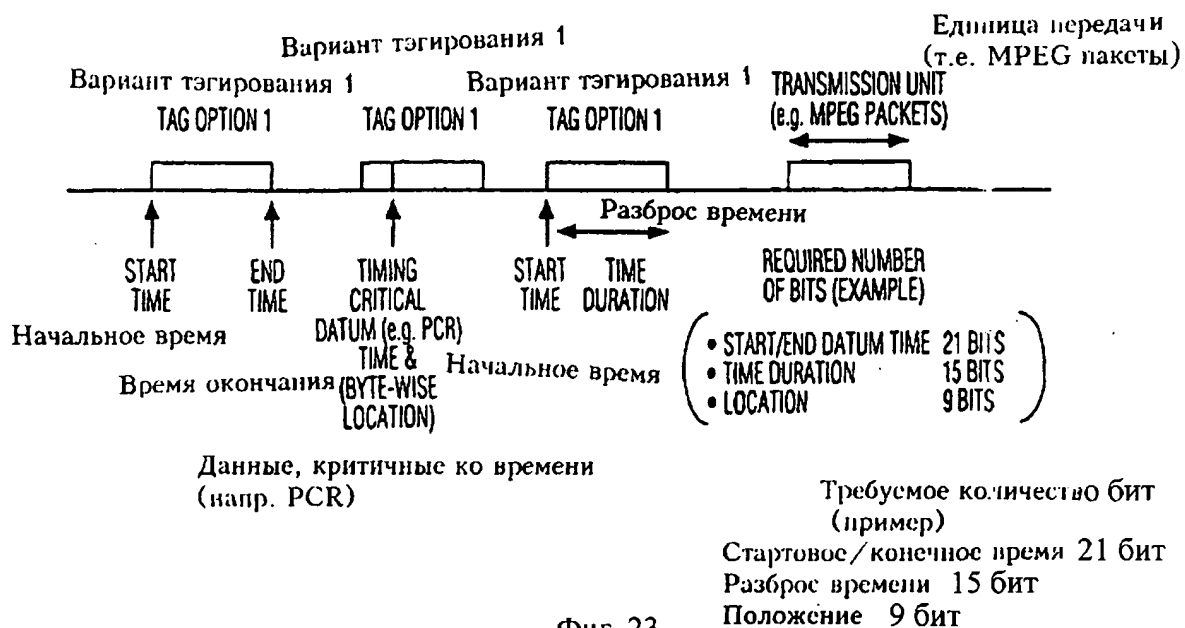 Единица передачи
(т.е. MPEG пакеты)
Вариант тэгирования 1
Вариант тэгирования 1
Вариант тэгирования 1
TRANSMISSION UNIT
(e.g. MPEG PACKETS)
TAG OPTION 1
TAG OPTION 1
TAG OPTION 1
Разброс времени
START
TIME
END
TIME
TIMING
CRITICAL
DATUM (e.g. PCR)
TIME &
(BYTE-WISE
LOCATION)
START
TIME
TIME
DURATION
REQUIRED NUMBER
OF BITS (EXAMPLE)
• START/END DATUM TIME 21 BITS
• TIME DURATION 15 BITS
• LOCATION 9 BITS
Начальное время
Время окончания
Начальное время
Данные, критичные ко времени
(напр. PCR)
Требуемое количество бит
(пример)
Стартовое/конечное время 21 бит
Разброс времени 15 бит
Положение 9 бит
Фиг. 23